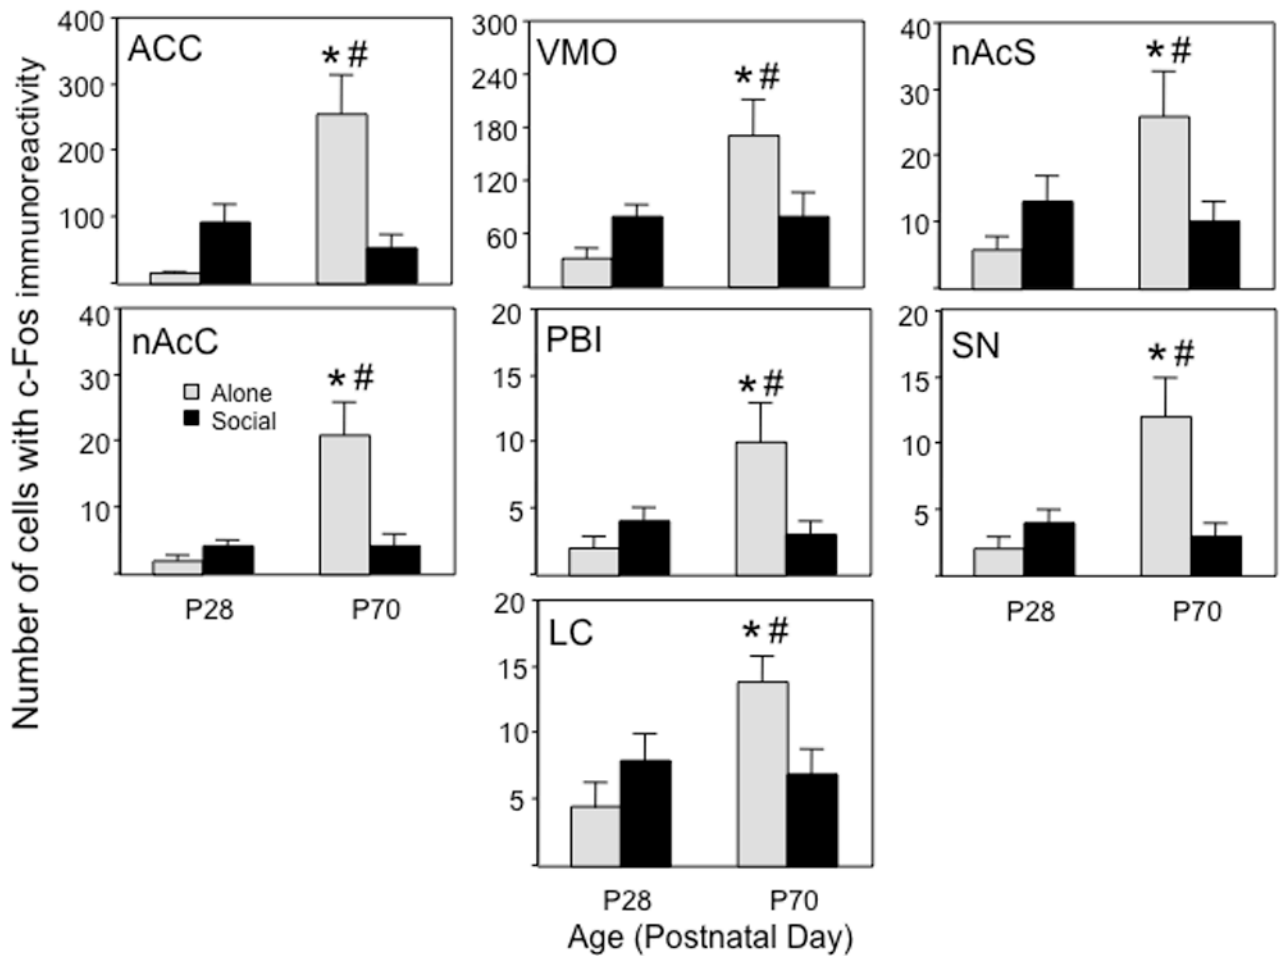 Number of cells with c-Fos immunoreactivity
400
300
200
100
ACC
* #
300
240
180
120
60
VMO
* #
40
30
20
10
nAcS
* #
40
30
20
10
nAcC
* #
Alone
Social
P28 P70
20
15
10
5
PBI
* #
20
15
10
5
SN
* #
P28 P70
20
15
10
5
LC
* #
P28 P70
Age (Postnatal Day)